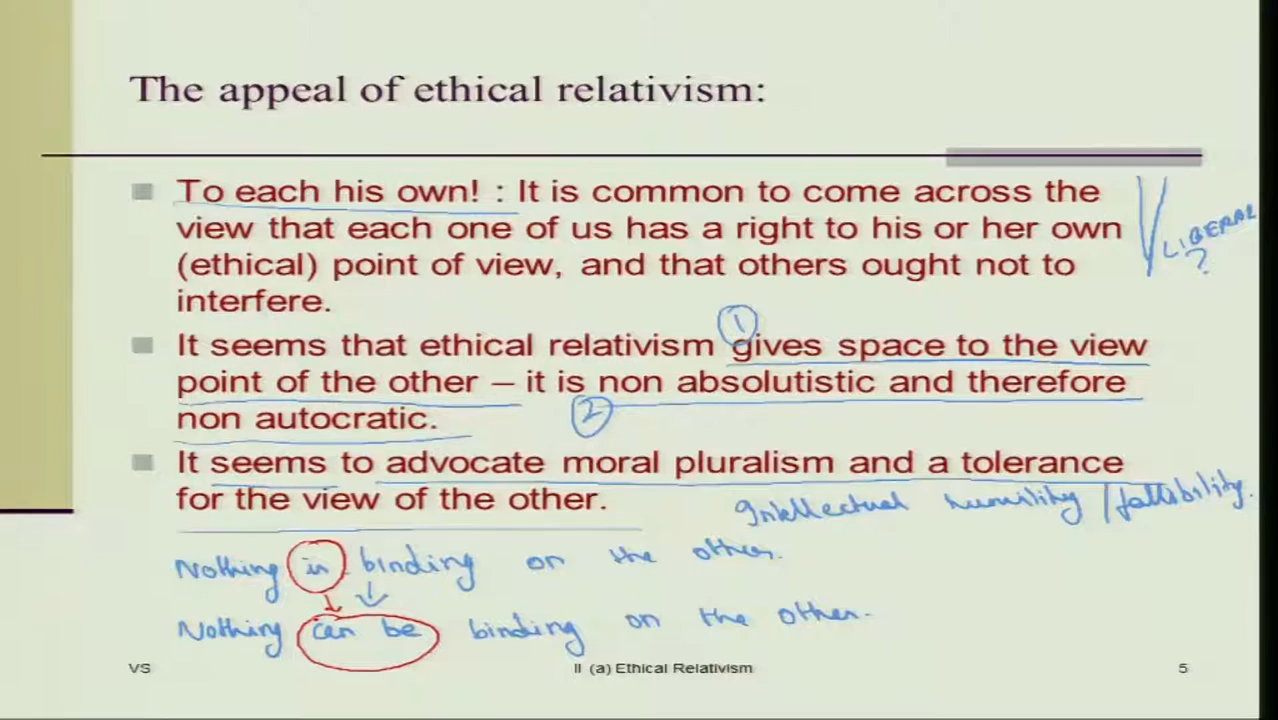 The appeal of ethical relativism:
To each his own! : It is common to come across the
view that each one of us has a right to his or her own
(ethical) point of view, and that others ought not to
interfere.
LIBERAL
?
1
It seems that ethical relativism gives space to the view
point of the other – it is non absolutistic and therefore
non autocratic.
2
It seems to advocate moral pluralism and a tolerance
for the view of the other.
Intellectual humility / fallibility.
Nothing is binding on the other.
Nothing can be binding on the other.
VS II (a) Ethical Relativism 5